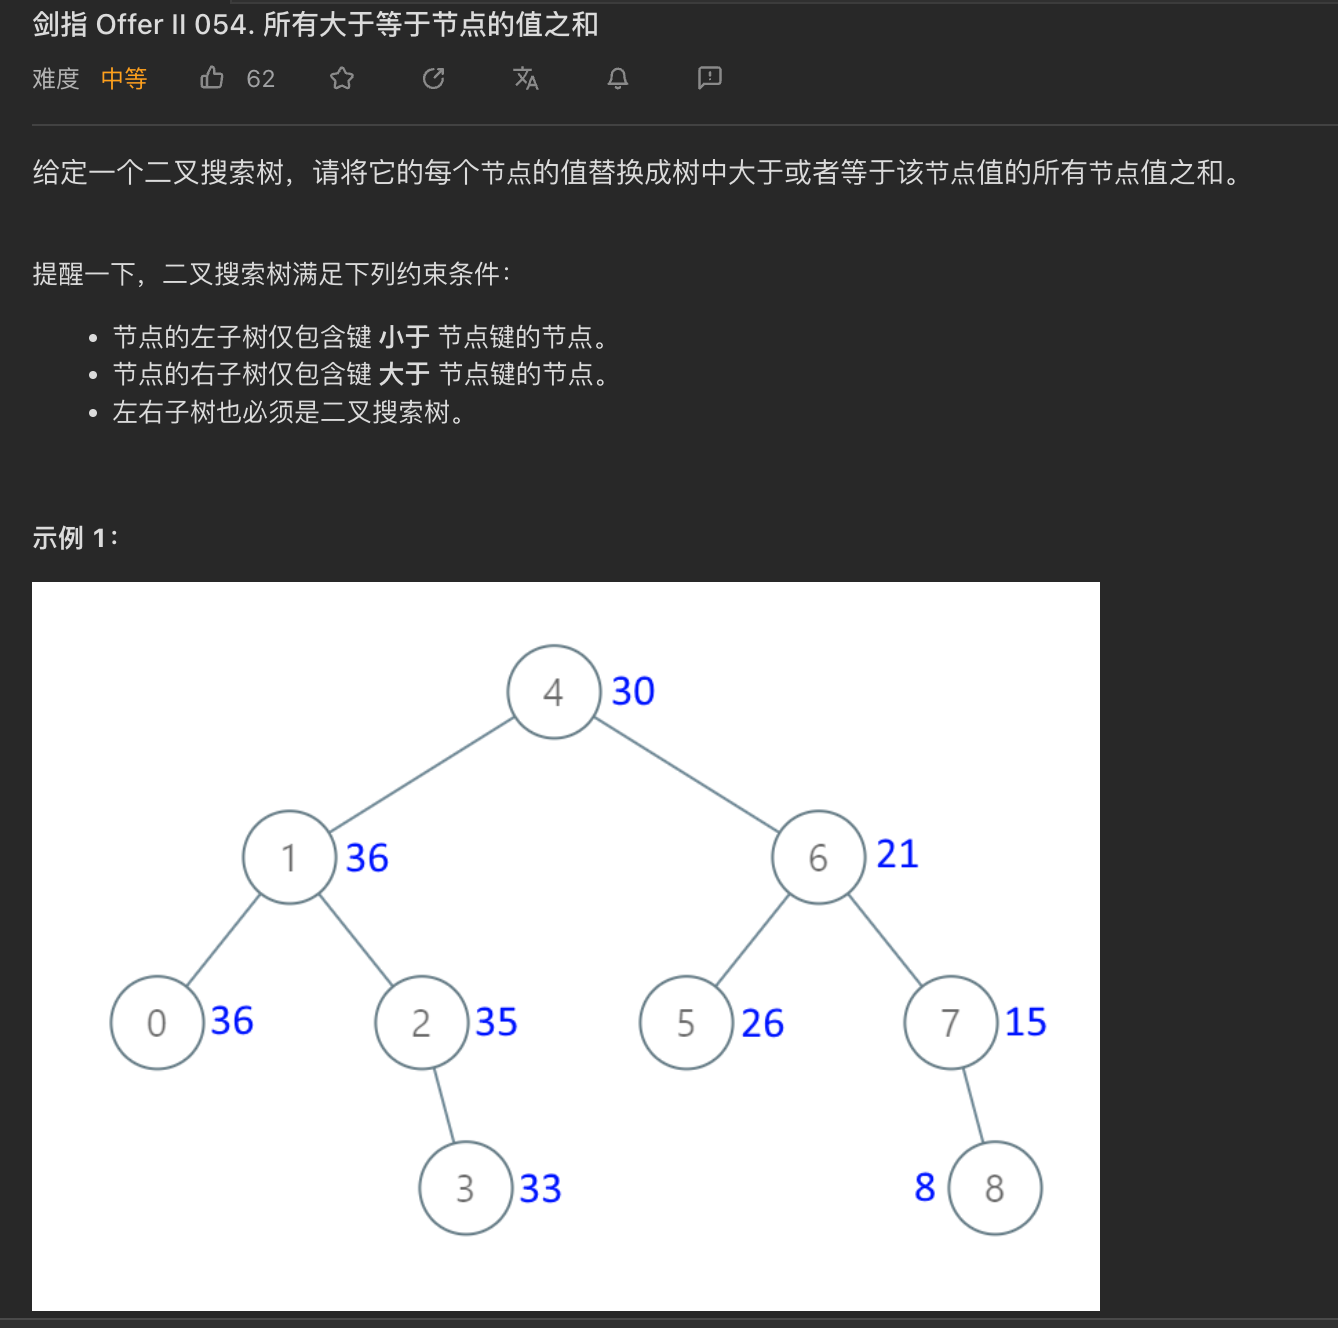 剑指 Offer II 054. 所有大于等于节点的值之和
难度 中等 62
给定一个二叉搜索树，请将它的每个节点的值替换成树中大于或者等于该节点值的所有节点值之和。
提醒一下，二叉搜索树满足下列约束条件：
• 节点的左子树仅包含键 小于 节点键的节点。
• 节点的右子树仅包含键 大于 节点键的节点。
• 左右子树也必须是二叉搜索树。
示例 1：
4 30
1 36 6 21
0 36 2 35 5 26 7 15
3 33 8 8